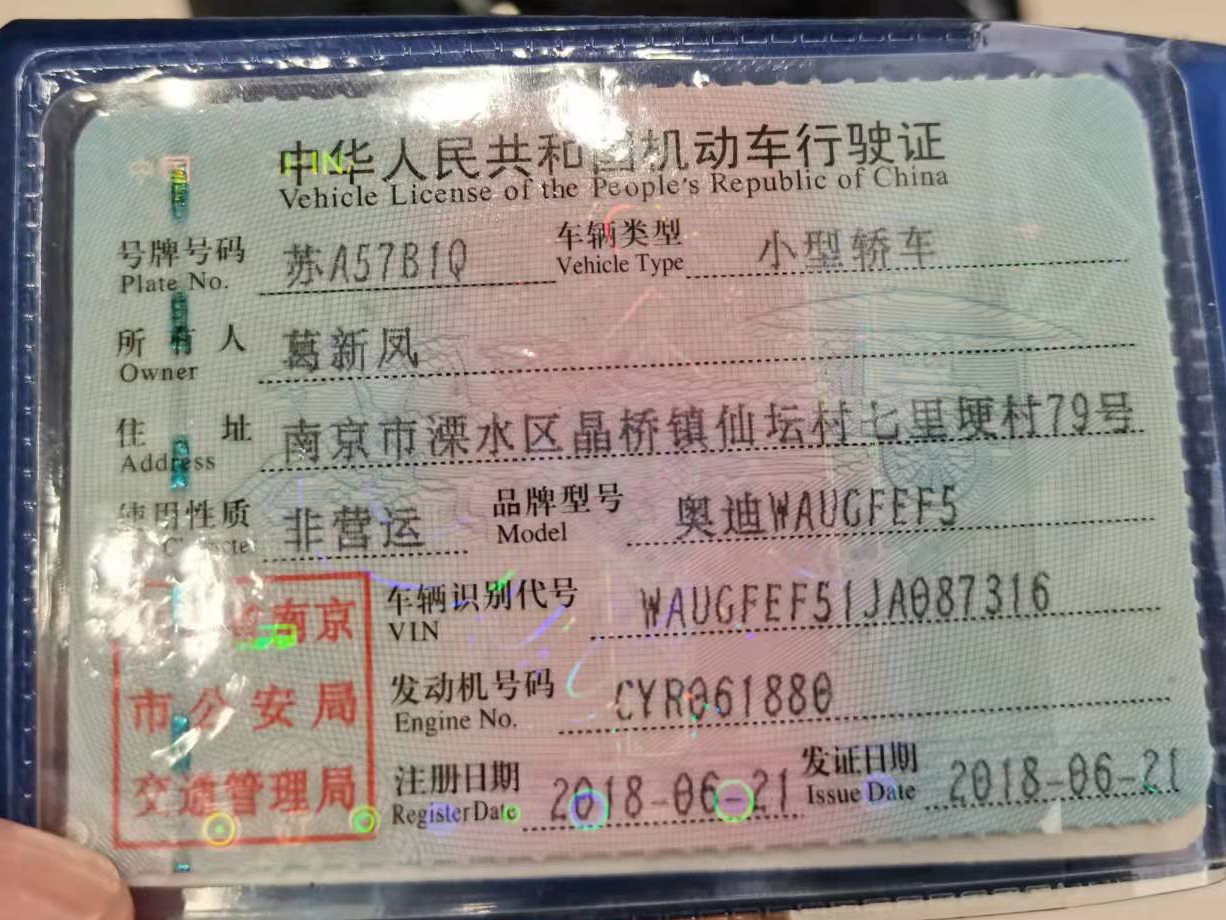 中华人民共和国机动车行驶证
Vehicle License of the People's Republic of China
号牌号码 苏A57B1Q 车辆类型 小型轿车
Plate No. Vehicle Type
所有人 葛新凤
Owner
住址 南京市溧水区晶桥镇仙坛村七里埂村79号
Address
使用性质 非营运 品牌型号 奥迪WAUGFEF5
Model
车辆识别代号 WAUGFEF51JA087316
VIN
发动机号码 CYR061880
Engine No.
注册日期 2018-06-21 发证日期 2018-06-21
Register Date Issue Date
南京
市公安局
交通管理局